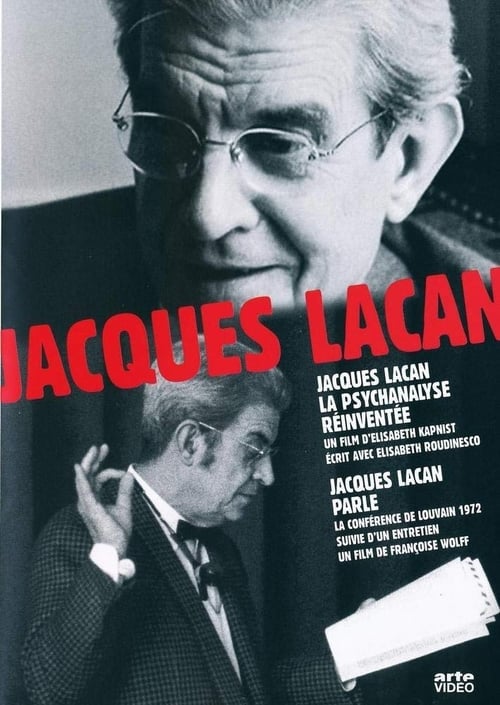 JACQUES LACAN
JACQUES LACAN
LA PSYCHANALYSE
RÉINVENTÉE
UN FILM D'ELISABETH KAPNIST
ÉCRIT AVEC ELISABETH ROUDINESCO
JACQUES LACAN
PARLE
LA CONFÉRENCE DE LOUVAIN 1972
SUIVIE D'UN ENTRETIEN
UN FILM DE FRANÇOISE WOLFF
arte
VIDEO